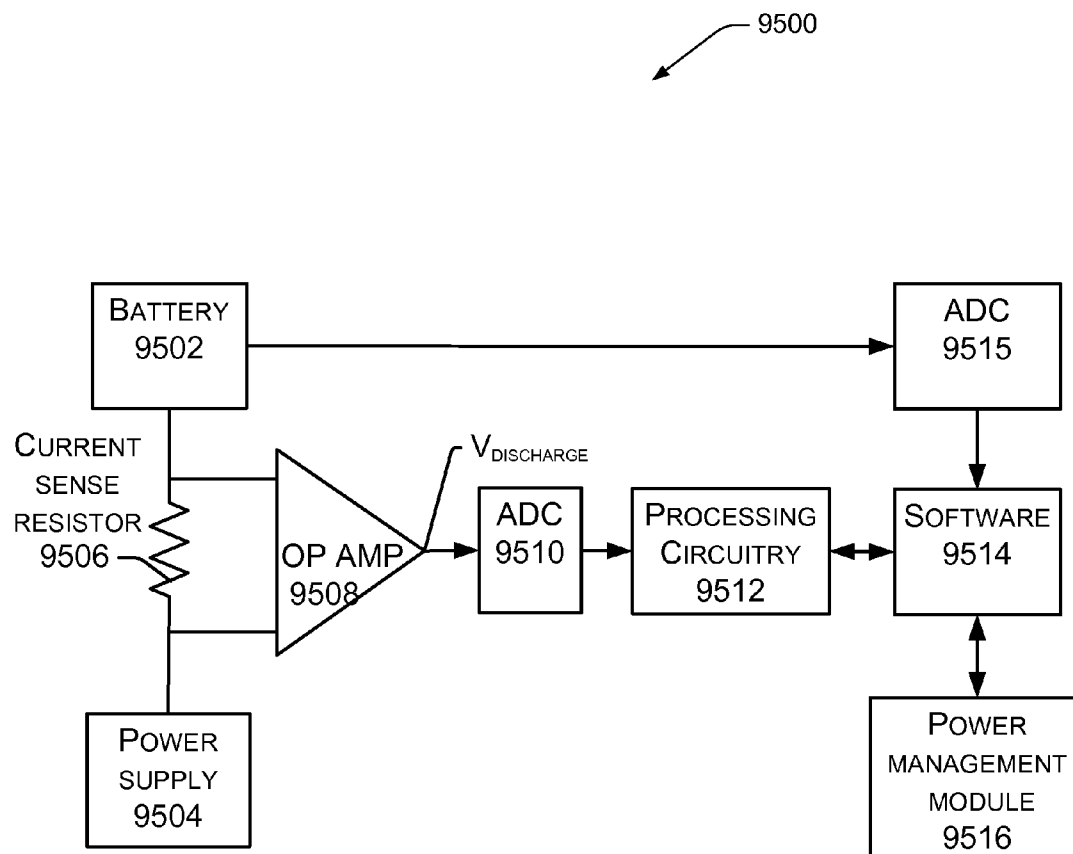 9500
BATTERY
9502
ADC
9515
CURRENT
SENSE
RESISTOR
9506
VDISCHARGE
OP AMP
9508
ADC
9510
PROCESSING
CIRCUITRY
9512
SOFTWARE
9514
POWER
SUPPLY
9504
POWER
MANAGEMENT
MODULE
9516